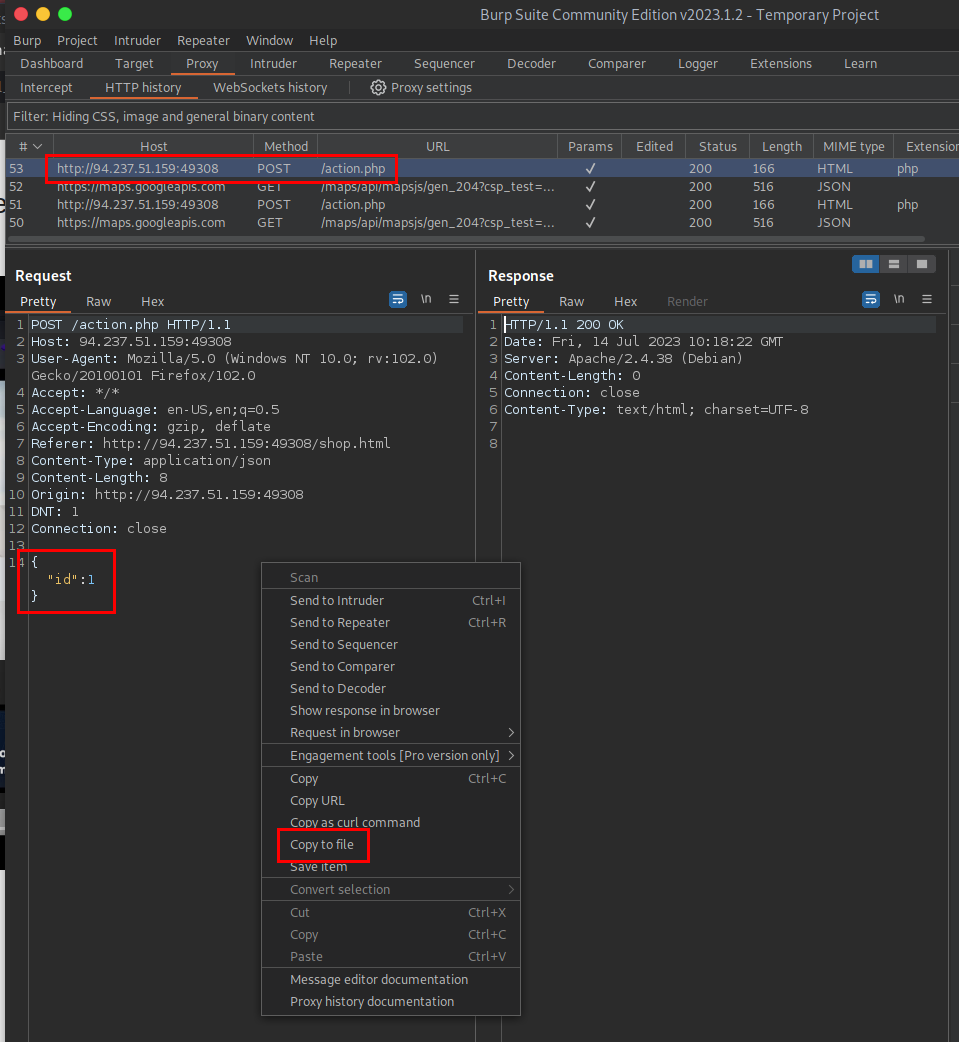 Burp Suite Community Edition v2023.1.2 - Temporary Project
Burp Project Intruder Repeater Window Help
Dashboard Target Proxy Intruder Repeater Sequencer Decoder Comparer Logger Extensions Learn
Intercept HTTP history WebSockets history Proxy settings
Filter: Hiding CSS, image and general binary content
# Host Method URL Params Edited Status Length MIME type Extension
53 http://94.237.51.159:49308 POST /action.php ✓ 200 166 HTML php
52 https://maps.googleapis.com GET /maps/api/mapsjs/gen_204?csp_test=... ✓ 200 516 JSON
51 http://94.237.51.159:49308 POST /action.php ✓ 200 166 HTML php
50 https://maps.googleapis.com GET /maps/api/mapsjs/gen_204?csp_test=... ✓ 200 516 JSON
Request
Pretty Raw Hex \n
1 POST /action.php HTTP/1.1
2 Host: 94.237.51.159:49308
3 User-Agent: Mozilla/5.0 (Windows NT 10.0; rv:102.0)
Gecko/20100101 Firefox/102.0
4 Accept: */*
5 Accept-Language: en-US,en;q=0.5
6 Accept-Encoding: gzip, deflate
7 Referer: http://94.237.51.159:49308/shop.html
8 Content-Type: application/json
9 Content-Length: 8
10 Origin: http://94.237.51.159:49308
11 DNT: 1
12 Connection: close
13
14 {
"id":1
}
Response
Pretty Raw Hex Render \n
1 HTTP/1.1 200 OK
2 Date: Fri, 14 Jul 2023 10:18:22 GMT
3 Server: Apache/2.4.38 (Debian)
4 Content-Length: 0
5 Connection: close
6 Content-Type: text/html; charset=UTF-8
7
8
Scan
Send to Intruder Ctrl+I
Send to Repeater Ctrl+R
Send to Sequencer
Send to Comparer
Send to Decoder
Show response in browser
Request in browser
Engagement tools [Pro version only]
Copy Ctrl+C
Copy URL
Copy as curl command
Copy to file
Save item
Convert selection
Cut Ctrl+X
Copy Ctrl+C
Paste Ctrl+V
Message editor documentation
Proxy history documentation